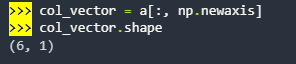 >>> col_vector = a[:, np.newaxis]
>>> col_vector.shape
(6, 1)